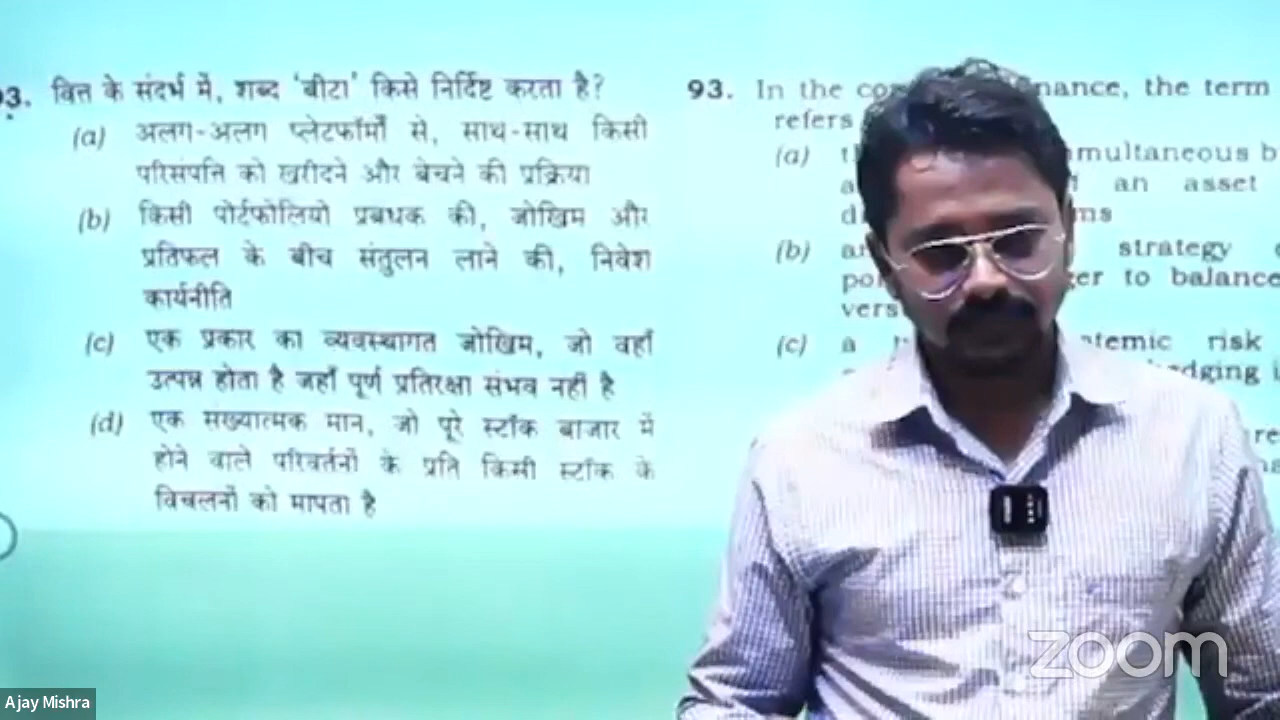 93. वित्त के संदर्भ में, शब्द 'बीटा' किसे निर्दिष्ट करता है?
(a) अलग-अलग प्लेटफॉर्मों से, साथ-साथ किसी
परिसंपत्ति को खरीदने और बेचने की प्रक्रिया
(b) किसी पोर्टफोलियो प्रबंधक की, जोखिम और
प्रतिफल के बीच संतुलन लाने की, निवेश
कार्यनीति
(c) एक प्रकार का व्यवस्थागत जोखिम, जो वहाँ
उत्पन्न होता है जहाँ पूर्ण प्रतिरक्षा संभव नहीं है
(d) एक संख्यात्मक मान, जो पूरे स्टॉक बाजार में
होने वाले परिवर्तनों के प्रति किसी स्टॉक के
विचलनों को मापता है
93. In the term
refers
(a)
an asset
(b) strategy
to balance
(c) a risk
zoom
Ajay Mishra